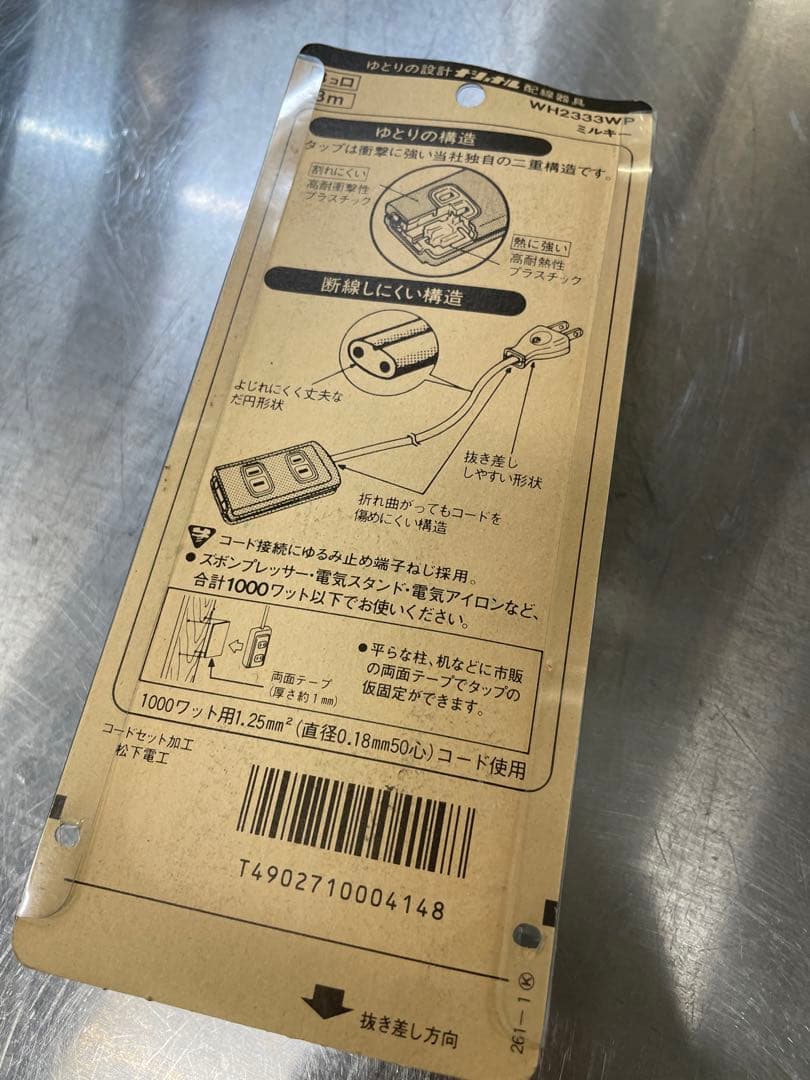 ゆとりの設計 ナショナル 配線器具
3コ口
3m
WH2333WP
ミルキー
ゆとりの構造
タップは衝撃に強い当社独自の二重構造です。
割れにくい
高耐衝撃性
プラスチック
熱に強い
高耐熱性
プラスチック
断線しにくい構造
よじれにくく丈夫な
だ円形状
抜き差し
しやすい形状
折れ曲がってもコードを
傷めにくい構造
コード接続にゆるみ止め端子ねじ採用。
●ズボンプレッサー・電気スタンド・電気アイロンなど、
合計1000ワット以下でお使いください。
両面テープ
(厚さ約1mm)
●平らな柱、机などに市販
の両面テープでタップの
仮固定ができます。
1000ワット用1.25mm²(直径0.18mm50心)コード使用
コードセット加工
松下電工
T4902710004148
抜き差し方向
261-1 Ⓚ